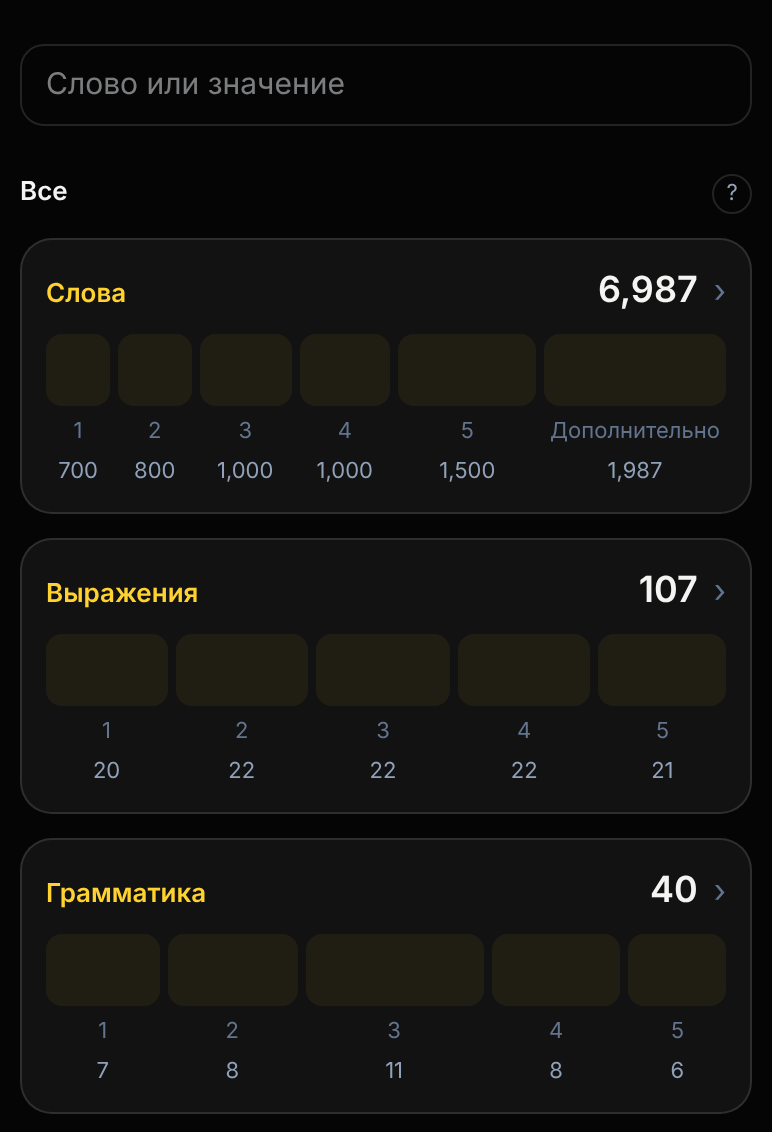 Слово или значение
Все ?
Слова 6,987 ›
1 2 3 4 5 Дополнительно
700 800 1,000 1,000 1,500 1,987
Выражения 107 ›
1 2 3 4 5
20 22 22 22 21
Грамматика 40 ›
1 2 3 4 5
7 8 11 8 6